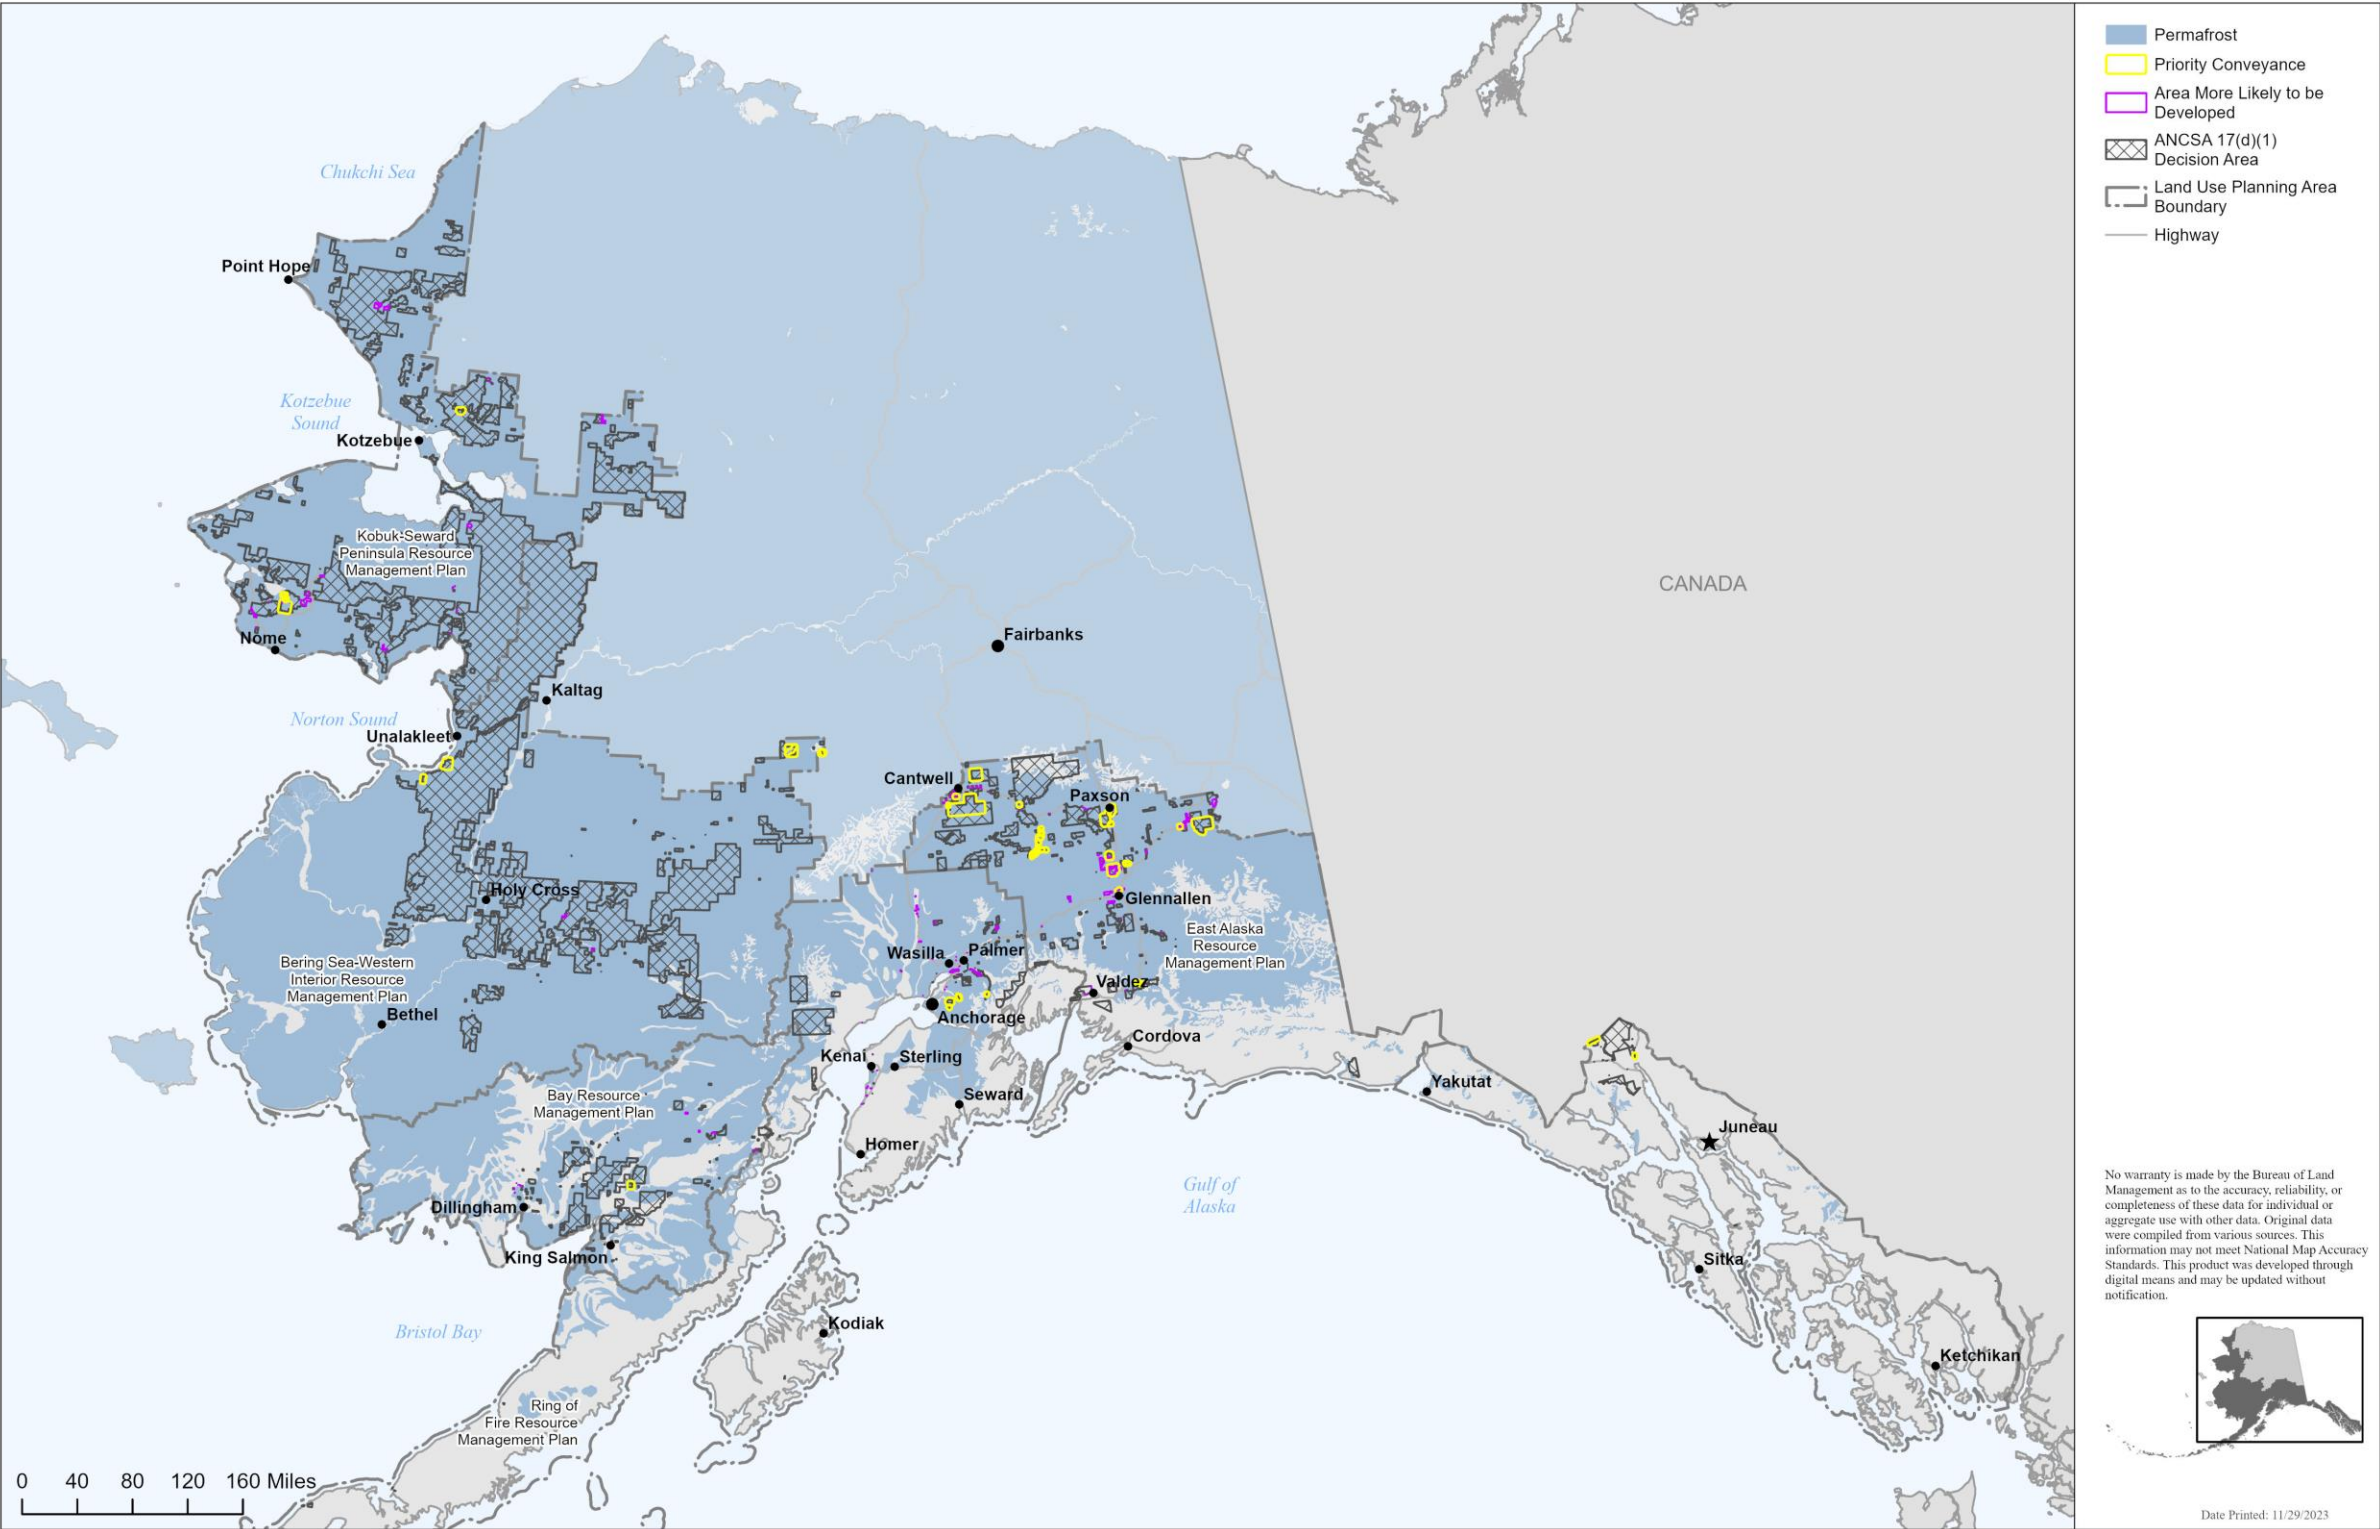 Permafrost
Priority Conveyance
Area More Likely to be
Developed
ANCSA 17(d)(1)
Decision Area
Land Use Planning Area
Boundary
Highway
Chukchi Sea
Point Hope
Kotzebue
Sound
Kotzebue
Kobuk-Seward
Peninsula Resource
Management Plan
CANADA
Nome
Fairbanks
Kaltag
Norton Sound
Unalakleet
Cantwell
Paxson
Holy Cross
Glennallen
East Alaska
Resource
Management Plan
Wasilla
Palmer
Bering Sea-Western
Interior Resource
Management Plan
Valdez
Bethel
Anchorage
Cordova
Kenai
Sterling
Yakutat
Bay Resource
Management Plan
Seward
Juneau
Homer
Gulf of
Alaska
Dillingham
King Salmon
Sitka
Bristol Bay
Kodiak
Ketchikan
Ring of
Fire Resource
Management Plan
0 40 80 120 160 Miles
No warranty is made by the Bureau of Land
Management as to the accuracy, reliability, or
completeness of these data for individual or
aggregate use with other data. Original data
were compiled from various sources. This
information may not meet National Map Accuracy
Standards. This product was developed through
digital means and may be updated without
notification.
Date Printed: 11/29/2023